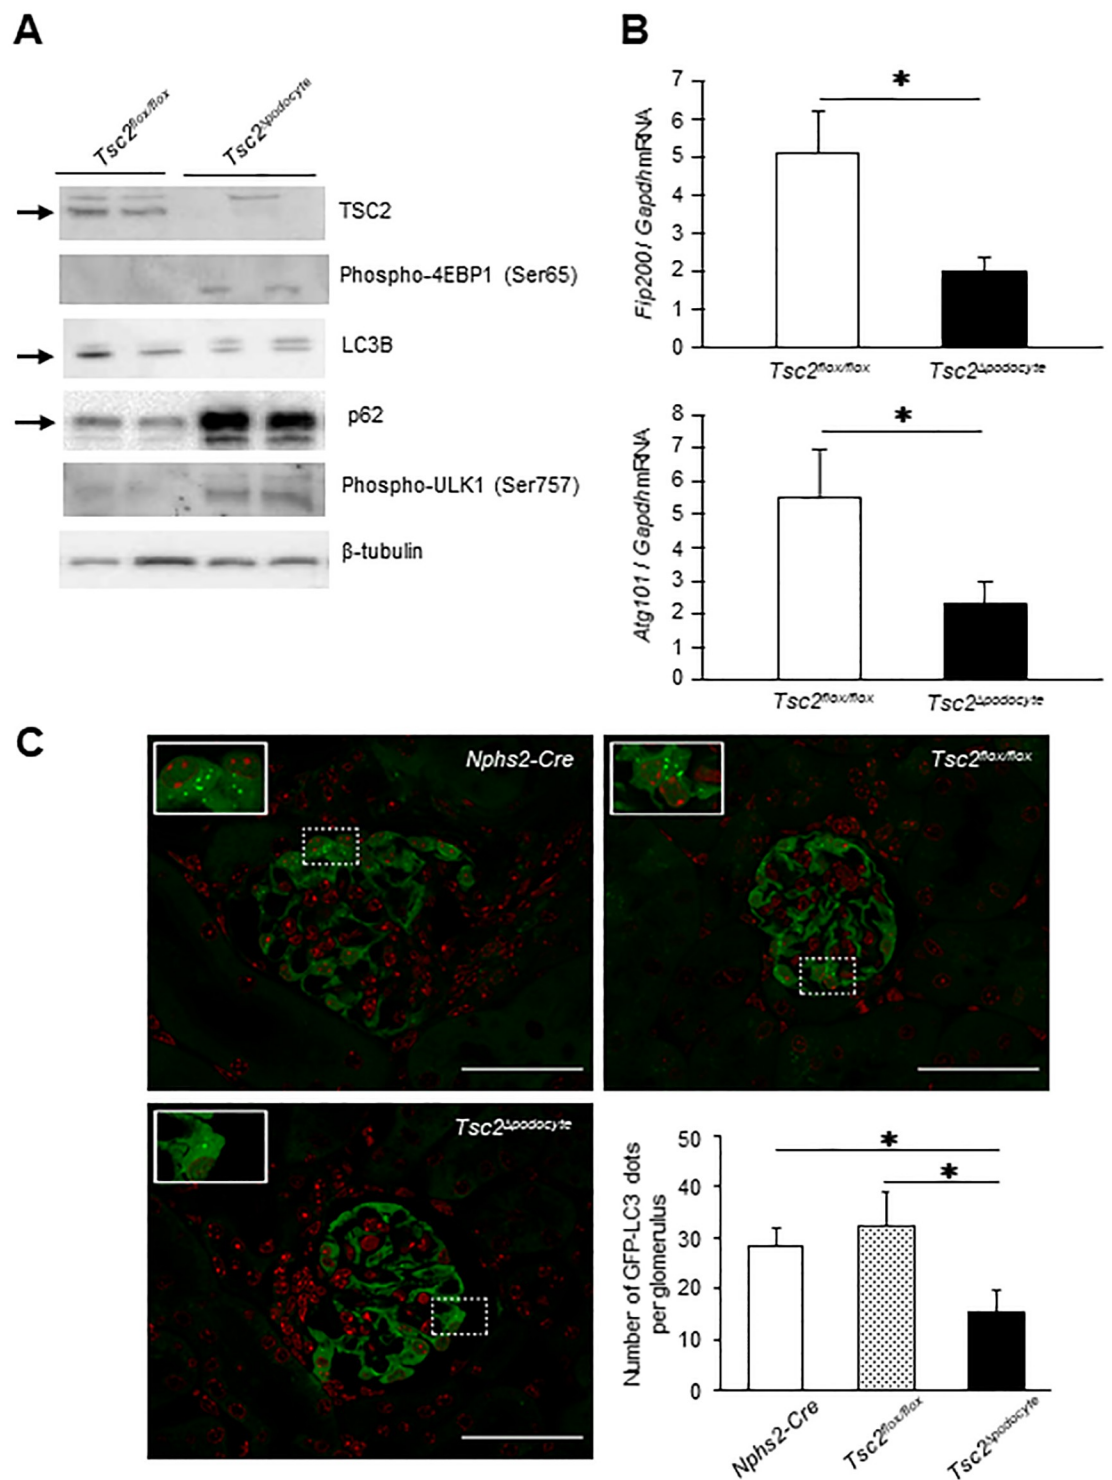 A
Tsc2flox/flox
Tsc2Δpodocyte
TSC2
Phospho-4EBP1 (Ser65)
LC3B
p62
Phospho-ULK1 (Ser757)
β-tubulin
B
7
6
5
4
3
2
1
0
Fip200 / Gapdh mRNA
*
Tsc2flox/flox
Tsc2Δpodocyte
8
7
6
5
4
3
2
1
0
Atg101 / Gapdh mRNA
*
Tsc2flox/flox
Tsc2Δpodocyte
C
Nphs2-Cre
Tsc2flox/flox
Tsc2Δpodocyte
50
40
30
20
10
0
Number of GFP-LC3 dots
per glomerulus
*
*
Nphs2-Cre
Tsc2flox/flox
Tsc2Δpodocyte